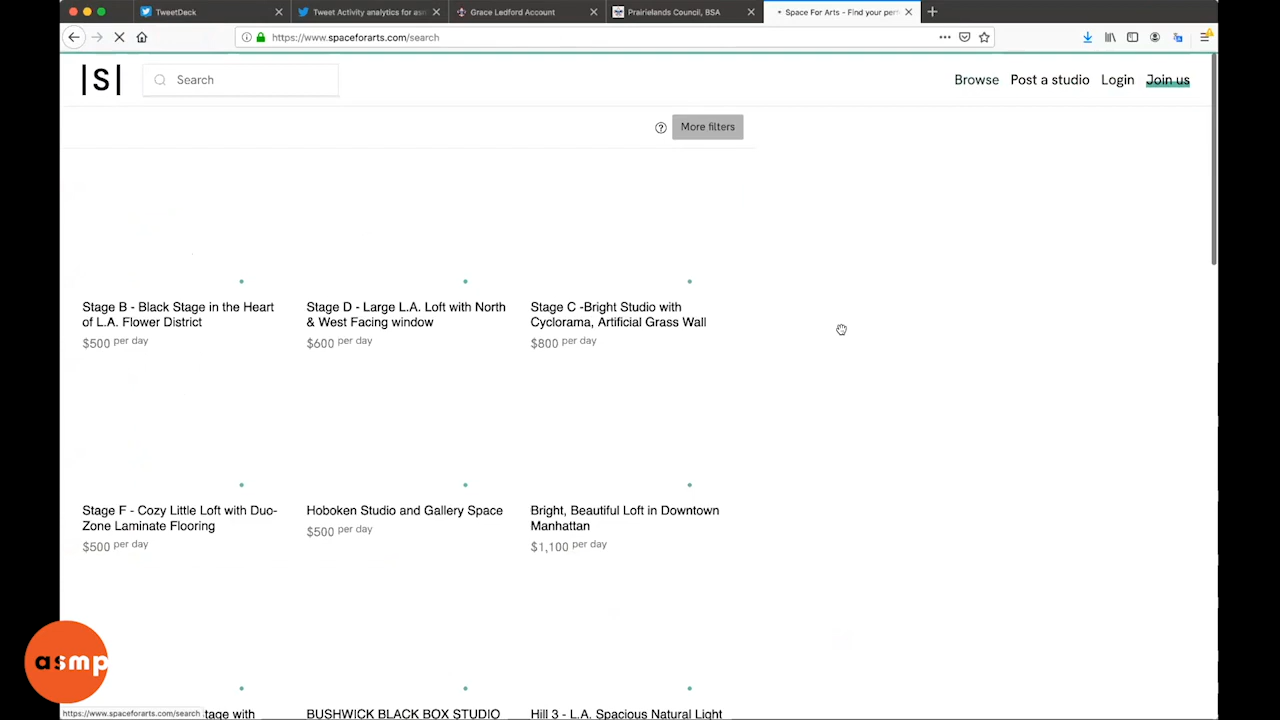 TweetDeck
Tweet Activity analytics for as
Grace Ledford Account
Prairielands Council, BSA
Space For Arts - Find your per
https://www.spaceforarts.com/search
|S|
Search
Browse
Post a studio
Login
Join us
More filters
Stage B - Black Stage in the Heart
of L.A. Flower District
$500 per day
Stage D - Large L.A. Loft with North
& West Facing window
$600 per day
Stage C -Bright Studio with
Cyclorama, Artificial Grass Wall
$800 per day
Stage F - Cozy Little Loft with Duo-
Zone Laminate Flooring
$500 per day
Hoboken Studio and Gallery Space
$500 per day
Bright, Beautiful Loft in Downtown
Manhattan
$1,100 per day
asmp
https://www.spaceforarts.com/search
tage with
BUSHWICK BLACK BOX STUDIO
Hill 3 - L.A. Spacious Natural Light